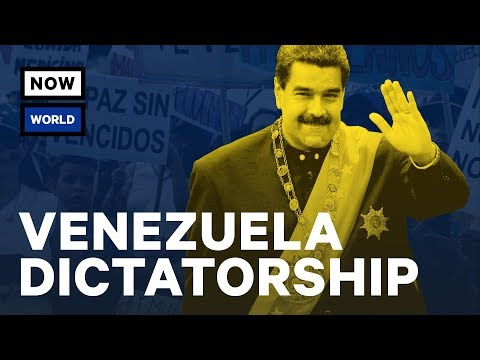 NOW
WORLD
PAZ SIN
VENCIDOS
VENEZUELA
DICTATORSHIP